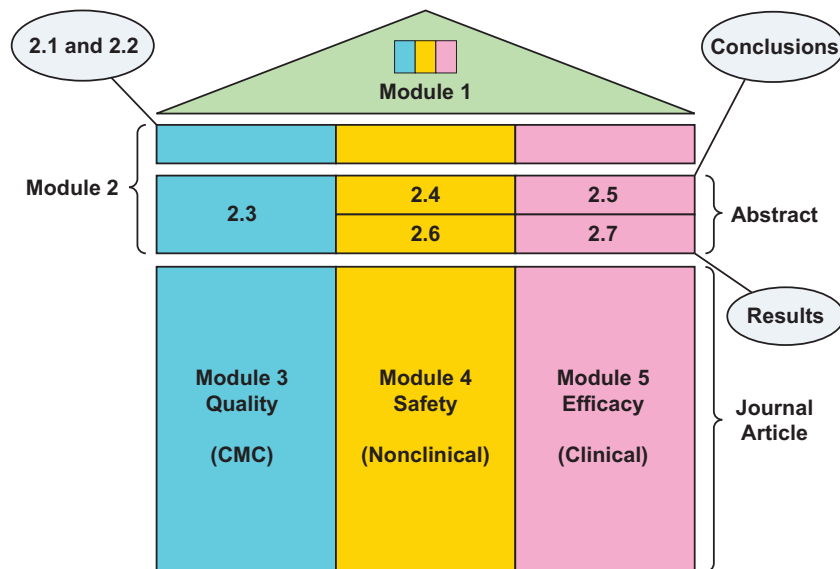 2.1 and 2.2
Conclusions
Module 1
Module 2
2.3
2.4
2.5
2.6
2.7
Abstract
Results
Module 3
Quality
(CMC)
Module 4
Safety
(Nonclinical)
Module 5
Efficacy
(Clinical)
Journal
Article